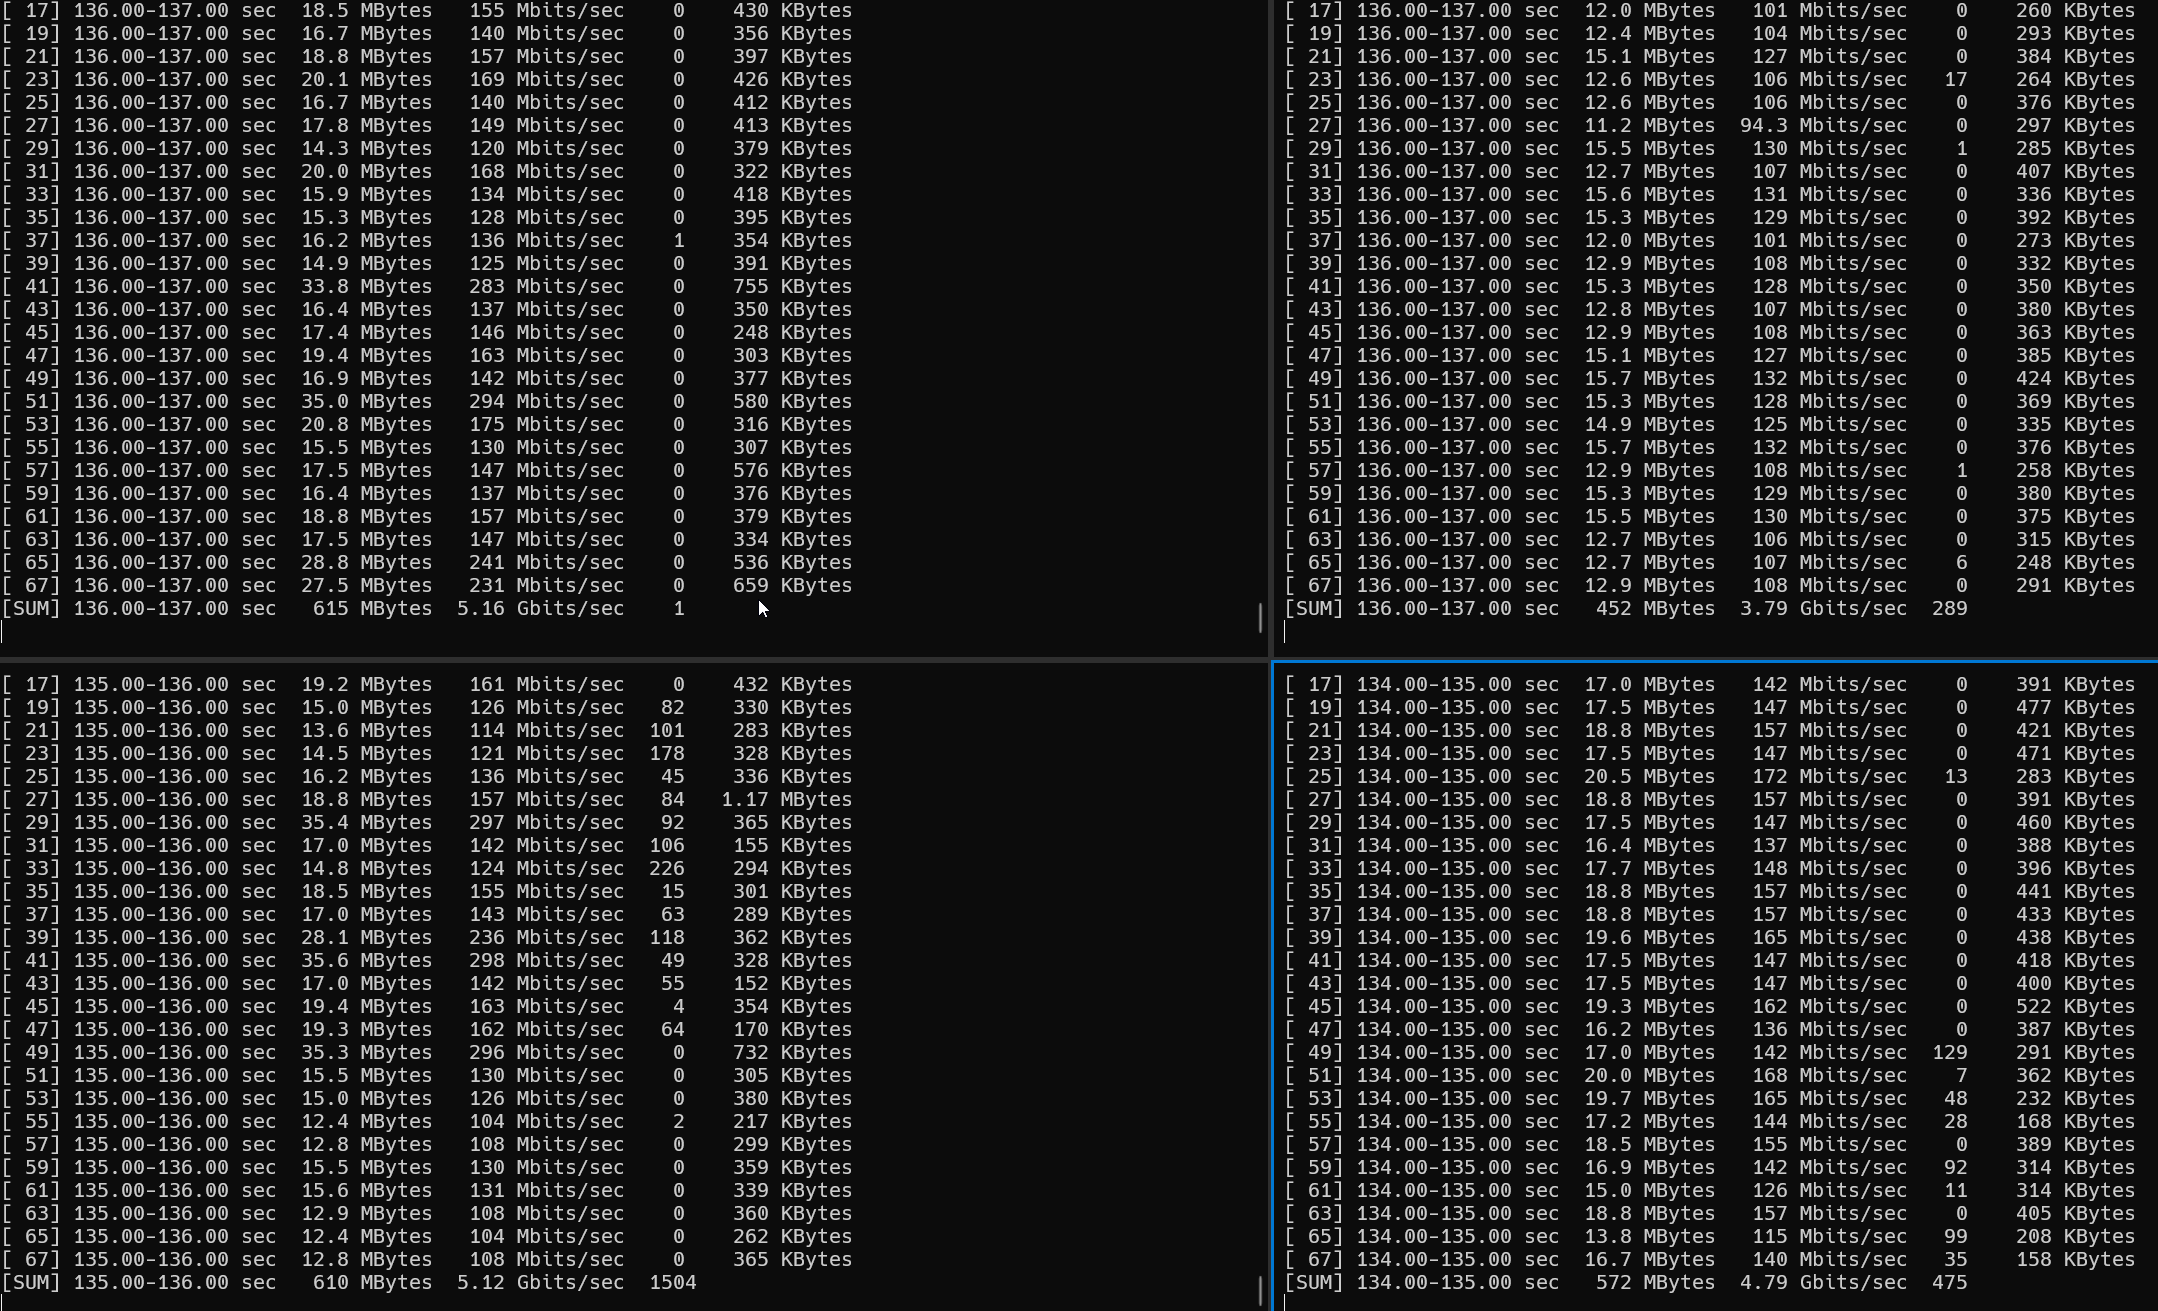 [ 17] 136.00-137.00 sec  18.5 MBytes   155 Mbits/sec    0    430 KBytes
[ 19] 136.00-137.00 sec  16.7 MBytes   140 Mbits/sec    0    356 KBytes
[ 21] 136.00-137.00 sec  18.8 MBytes   157 Mbits/sec    0    397 KBytes
[ 23] 136.00-137.00 sec  20.1 MBytes   169 Mbits/sec    0    426 KBytes
[ 25] 136.00-137.00 sec  16.7 MBytes   140 Mbits/sec    0    412 KBytes
[ 27] 136.00-137.00 sec  17.8 MBytes   149 Mbits/sec    0    413 KBytes
[ 29] 136.00-137.00 sec  14.3 MBytes   120 Mbits/sec    0    379 KBytes
[ 31] 136.00-137.00 sec  20.0 MBytes   168 Mbits/sec    0    322 KBytes
[ 33] 136.00-137.00 sec  15.9 MBytes   134 Mbits/sec    0    418 KBytes
[ 35] 136.00-137.00 sec  15.3 MBytes   128 Mbits/sec    0    395 KBytes
[ 37] 136.00-137.00 sec  16.2 MBytes   136 Mbits/sec    1    354 KBytes
[ 39] 136.00-137.00 sec  14.9 MBytes   125 Mbits/sec    0    391 KBytes
[ 41] 136.00-137.00 sec  33.8 MBytes   283 Mbits/sec    0    755 KBytes
[ 43] 136.00-137.00 sec  16.4 MBytes   137 Mbits/sec    0    350 KBytes
[ 45] 136.00-137.00 sec  17.4 MBytes   146 Mbits/sec    0    248 KBytes
[ 47] 136.00-137.00 sec  19.4 MBytes   163 Mbits/sec    0    303 KBytes
[ 49] 136.00-137.00 sec  16.9 MBytes   142 Mbits/sec    0    377 KBytes
[ 51] 136.00-137.00 sec  35.0 MBytes   294 Mbits/sec    0    580 KBytes
[ 53] 136.00-137.00 sec  20.8 MBytes   175 Mbits/sec    0    316 KBytes
[ 55] 136.00-137.00 sec  15.5 MBytes   130 Mbits/sec    0    307 KBytes
[ 57] 136.00-137.00 sec  17.5 MBytes   147 Mbits/sec    0    576 KBytes
[ 59] 136.00-137.00 sec  16.4 MBytes   137 Mbits/sec    0    376 KBytes
[ 61] 136.00-137.00 sec  18.8 MBytes   157 Mbits/sec    0    379 KBytes
[ 63] 136.00-137.00 sec  17.5 MBytes   147 Mbits/sec    0    334 KBytes
[ 65] 136.00-137.00 sec  28.8 MBytes   241 Mbits/sec    0    536 KBytes
[ 67] 136.00-137.00 sec  27.5 MBytes   231 Mbits/sec    0    659 KBytes
[SUM] 136.00-137.00 sec   615 MBytes  5.16 Gbits/sec    1
[ 17] 136.00-137.00 sec  12.0 MBytes   101 Mbits/sec    0    260 KBytes
[ 19] 136.00-137.00 sec  12.4 MBytes   104 Mbits/sec    0    293 KBytes
[ 21] 136.00-137.00 sec  15.1 MBytes   127 Mbits/sec    0    384 KBytes
[ 23] 136.00-137.00 sec  12.6 MBytes   106 Mbits/sec   17    264 KBytes
[ 25] 136.00-137.00 sec  12.6 MBytes   106 Mbits/sec    0    376 KBytes
[ 27] 136.00-137.00 sec  11.2 MBytes  94.3 Mbits/sec    0    297 KBytes
[ 29] 136.00-137.00 sec  15.5 MBytes   130 Mbits/sec    1    285 KBytes
[ 31] 136.00-137.00 sec  12.7 MBytes   107 Mbits/sec    0    407 KBytes
[ 33] 136.00-137.00 sec  15.6 MBytes   131 Mbits/sec    0    336 KBytes
[ 35] 136.00-137.00 sec  15.3 MBytes   129 Mbits/sec    0    392 KBytes
[ 37] 136.00-137.00 sec  12.0 MBytes   101 Mbits/sec    0    273 KBytes
[ 39] 136.00-137.00 sec  12.9 MBytes   108 Mbits/sec    0    332 KBytes
[ 41] 136.00-137.00 sec  15.3 MBytes   128 Mbits/sec    0    350 KBytes
[ 43] 136.00-137.00 sec  12.8 MBytes   107 Mbits/sec    0    380 KBytes
[ 45] 136.00-137.00 sec  12.9 MBytes   108 Mbits/sec    0    363 KBytes
[ 47] 136.00-137.00 sec  15.1 MBytes   127 Mbits/sec    0    385 KBytes
[ 49] 136.00-137.00 sec  15.7 MBytes   132 Mbits/sec    0    424 KBytes
[ 51] 136.00-137.00 sec  15.3 MBytes   128 Mbits/sec    0    369 KBytes
[ 53] 136.00-137.00 sec  14.9 MBytes   125 Mbits/sec    0    335 KBytes
[ 55] 136.00-137.00 sec  15.7 MBytes   132 Mbits/sec    0    376 KBytes
[ 57] 136.00-137.00 sec  12.9 MBytes   108 Mbits/sec    1    258 KBytes
[ 59] 136.00-137.00 sec  15.3 MBytes   129 Mbits/sec    0    380 KBytes
[ 61] 136.00-137.00 sec  15.5 MBytes   130 Mbits/sec    0    375 KBytes
[ 63] 136.00-137.00 sec  12.7 MBytes   106 Mbits/sec    0    315 KBytes
[ 65] 136.00-137.00 sec  12.7 MBytes   107 Mbits/sec    6    248 KBytes
[ 67] 136.00-137.00 sec  12.9 MBytes   108 Mbits/sec    0    291 KBytes
[SUM] 136.00-137.00 sec   452 MBytes  3.79 Gbits/sec  289
[ 17] 135.00-136.00 sec  19.2 MBytes   161 Mbits/sec    0    432 KBytes
[ 19] 135.00-136.00 sec  15.0 MBytes   126 Mbits/sec   82    330 KBytes
[ 21] 135.00-136.00 sec  13.6 MBytes   114 Mbits/sec  101    283 KBytes
[ 23] 135.00-136.00 sec  14.5 MBytes   121 Mbits/sec  178    328 KBytes
[ 25] 135.00-136.00 sec  16.2 MBytes   136 Mbits/sec   45    336 KBytes
[ 27] 135.00-136.00 sec  18.8 MBytes   157 Mbits/sec   84   1.17 MBytes
[ 29] 135.00-136.00 sec  35.4 MBytes   297 Mbits/sec   92    365 KBytes
[ 31] 135.00-136.00 sec  17.0 MBytes   142 Mbits/sec  106    155 KBytes
[ 33] 135.00-136.00 sec  14.8 MBytes   124 Mbits/sec  226    294 KBytes
[ 35] 135.00-136.00 sec  18.5 MBytes   155 Mbits/sec   15    301 KBytes
[ 37] 135.00-136.00 sec  17.0 MBytes   143 Mbits/sec   63    289 KBytes
[ 39] 135.00-136.00 sec  28.1 MBytes   236 Mbits/sec  118    362 KBytes
[ 41] 135.00-136.00 sec  35.6 MBytes   298 Mbits/sec   49    328 KBytes
[ 43] 135.00-136.00 sec  17.0 MBytes   142 Mbits/sec   55    152 KBytes
[ 45] 135.00-136.00 sec  19.4 MBytes   163 Mbits/sec    4    354 KBytes
[ 47] 135.00-136.00 sec  19.3 MBytes   162 Mbits/sec   64    170 KBytes
[ 49] 135.00-136.00 sec  35.3 MBytes   296 Mbits/sec    0    732 KBytes
[ 51] 135.00-136.00 sec  15.5 MBytes   130 Mbits/sec    0    305 KBytes
[ 53] 135.00-136.00 sec  15.0 MBytes   126 Mbits/sec    0    380 KBytes
[ 55] 135.00-136.00 sec  12.4 MBytes   104 Mbits/sec    2    217 KBytes
[ 57] 135.00-136.00 sec  12.8 MBytes   108 Mbits/sec    0    299 KBytes
[ 59] 135.00-136.00 sec  15.5 MBytes   130 Mbits/sec    0    359 KBytes
[ 61] 135.00-136.00 sec  15.6 MBytes   131 Mbits/sec    0    339 KBytes
[ 63] 135.00-136.00 sec  12.9 MBytes   108 Mbits/sec    0    360 KBytes
[ 65] 135.00-136.00 sec  12.4 MBytes   104 Mbits/sec    0    262 KBytes
[ 67] 135.00-136.00 sec  12.8 MBytes   108 Mbits/sec    0    365 KBytes
[SUM] 135.00-136.00 sec   610 MBytes  5.12 Gbits/sec  1504
[ 17] 134.00-135.00 sec  17.0 MBytes   142 Mbits/sec    0    391 KBytes
[ 19] 134.00-135.00 sec  17.5 MBytes   147 Mbits/sec    0    477 KBytes
[ 21] 134.00-135.00 sec  18.8 MBytes   157 Mbits/sec    0    421 KBytes
[ 23] 134.00-135.00 sec  17.5 MBytes   147 Mbits/sec    0    471 KBytes
[ 25] 134.00-135.00 sec  20.5 MBytes   172 Mbits/sec   13    283 KBytes
[ 27] 134.00-135.00 sec  18.8 MBytes   157 Mbits/sec    0    391 KBytes
[ 29] 134.00-135.00 sec  17.5 MBytes   147 Mbits/sec    0    460 KBytes
[ 31] 134.00-135.00 sec  16.4 MBytes   137 Mbits/sec    0    388 KBytes
[ 33] 134.00-135.00 sec  17.7 MBytes   148 Mbits/sec    0    396 KBytes
[ 35] 134.00-135.00 sec  18.8 MBytes   157 Mbits/sec    0    441 KBytes
[ 37] 134.00-135.00 sec  18.8 MBytes   157 Mbits/sec    0    433 KBytes
[ 39] 134.00-135.00 sec  19.6 MBytes   165 Mbits/sec    0    438 KBytes
[ 41] 134.00-135.00 sec  17.5 MBytes   147 Mbits/sec    0    418 KBytes
[ 43] 134.00-135.00 sec  17.5 MBytes   147 Mbits/sec    0    400 KBytes
[ 45] 134.00-135.00 sec  19.3 MBytes   162 Mbits/sec    0    522 KBytes
[ 47] 134.00-135.00 sec  16.2 MBytes   136 Mbits/sec    0    387 KBytes
[ 49] 134.00-135.00 sec  17.0 MBytes   142 Mbits/sec  129    291 KBytes
[ 51] 134.00-135.00 sec  20.0 MBytes   168 Mbits/sec    7    362 KBytes
[ 53] 134.00-135.00 sec  19.7 MBytes   165 Mbits/sec   48    232 KBytes
[ 55] 134.00-135.00 sec  17.2 MBytes   144 Mbits/sec   28    168 KBytes
[ 57] 134.00-135.00 sec  18.5 MBytes   155 Mbits/sec    0    389 KBytes
[ 59] 134.00-135.00 sec  16.9 MBytes   142 Mbits/sec   92    314 KBytes
[ 61] 134.00-135.00 sec  15.0 MBytes   126 Mbits/sec   11    314 KBytes
[ 63] 134.00-135.00 sec  18.8 MBytes   157 Mbits/sec    0    405 KBytes
[ 65] 134.00-135.00 sec  13.8 MBytes   115 Mbits/sec   99    208 KBytes
[ 67] 134.00-135.00 sec  16.7 MBytes   140 Mbits/sec   35    158 KBytes
[SUM] 134.00-135.00 sec   572 MBytes  4.79 Gbits/sec  475